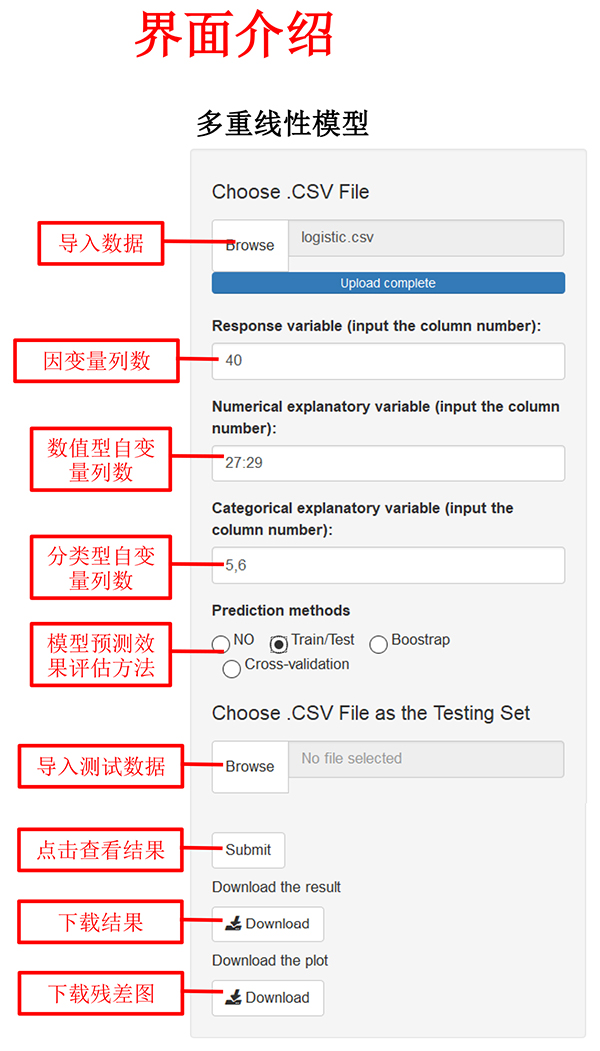 界面介绍
多重线性模型
Choose .CSV File
导入数据
Browse
logistic.csv
Upload complete
Response variable (input the column number):
因变量列数
40
Numerical explanatory variable (input the column
number):
数值型自变
量列数
27:29
Categorical explanatory variable (input the
column number):
分类型自变
量列数
5,6
Prediction methods
模型预测效
果评估方法
NO Train/Test Boostrap
Cross-validation
Choose .CSV File as the Testing Set
导入测试数据
Browse
No file selected
点击查看结果
Submit
Download the result
下载结果
Download
Download the plot
下载残差图
Download